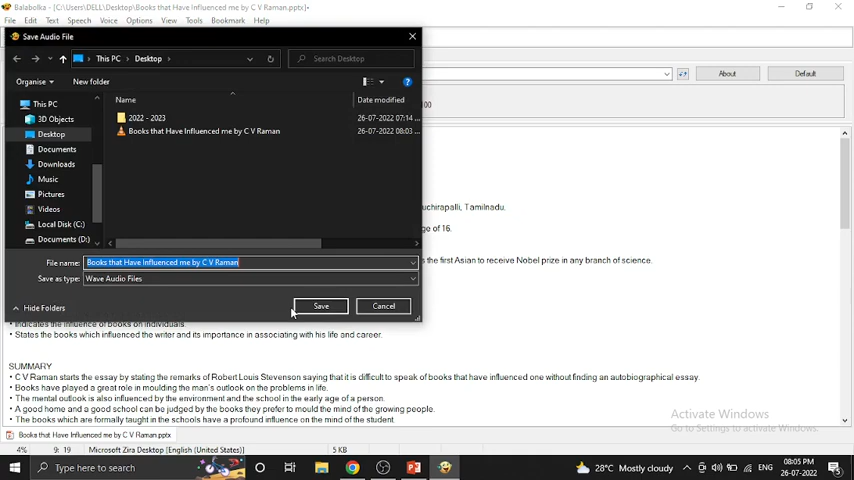 Balabolka - [C:\Users\DELL\Desktop\Books that Have Influenced me by C V Raman.pptx]*
File Edit Text Speech Voice Options View Tools Bookmark Help
Save Audio File
This PC > Desktop >
Search Desktop
About
Default
Organise
New folder
100
This PC
Name
Date modified
3D Objects
2022 - 2023
26-07-2022 07:14 ...
Books that Have Influenced me by C V Raman
26-07-2022 08:03 ...
Desktop
Documents
Downloads
Music
Pictures
Videos
Local Disk (C:)
Documents (D:)
uchirapalli, Tamilnadu.
ge of 16.
s the first Asian to receive Nobel prize in any branch of science.
File name: Books that Have Influenced me by C V Raman
Save as type: Wave Audio Files
Hide Folders
Save
Cancel
• Indicates the influence of books on individuals
• States the books which influenced the writer and its importance in associating with his life and career.
SUMMARY
• C V Raman starts the essay by stating the remarks of Robert Louis Stevenson saying that it is difficult to speak of books that have influenced one without finding an autobiographical essay.
• Books have played a great role in moulding the man's outlook on the problems in life.
• The mental outlook is also influenced by the environment and the school in the early age of a person.
• A good home and a good school can be judged by the books they prefer to mould the mind of the growing people.
• The books which are formally taught in the schools have a profound influence on the mind of the student.
Activate Windows
Go to Settings to activate Windows.
Books that Have Influenced me by C V Raman.pptx
4% 9: 19 Microsoft Zira Desktop [English (United States)] 5 KB
Type here to search
28°C Mostly cloudy
ENG
08:05 PM
26-07-2022
5